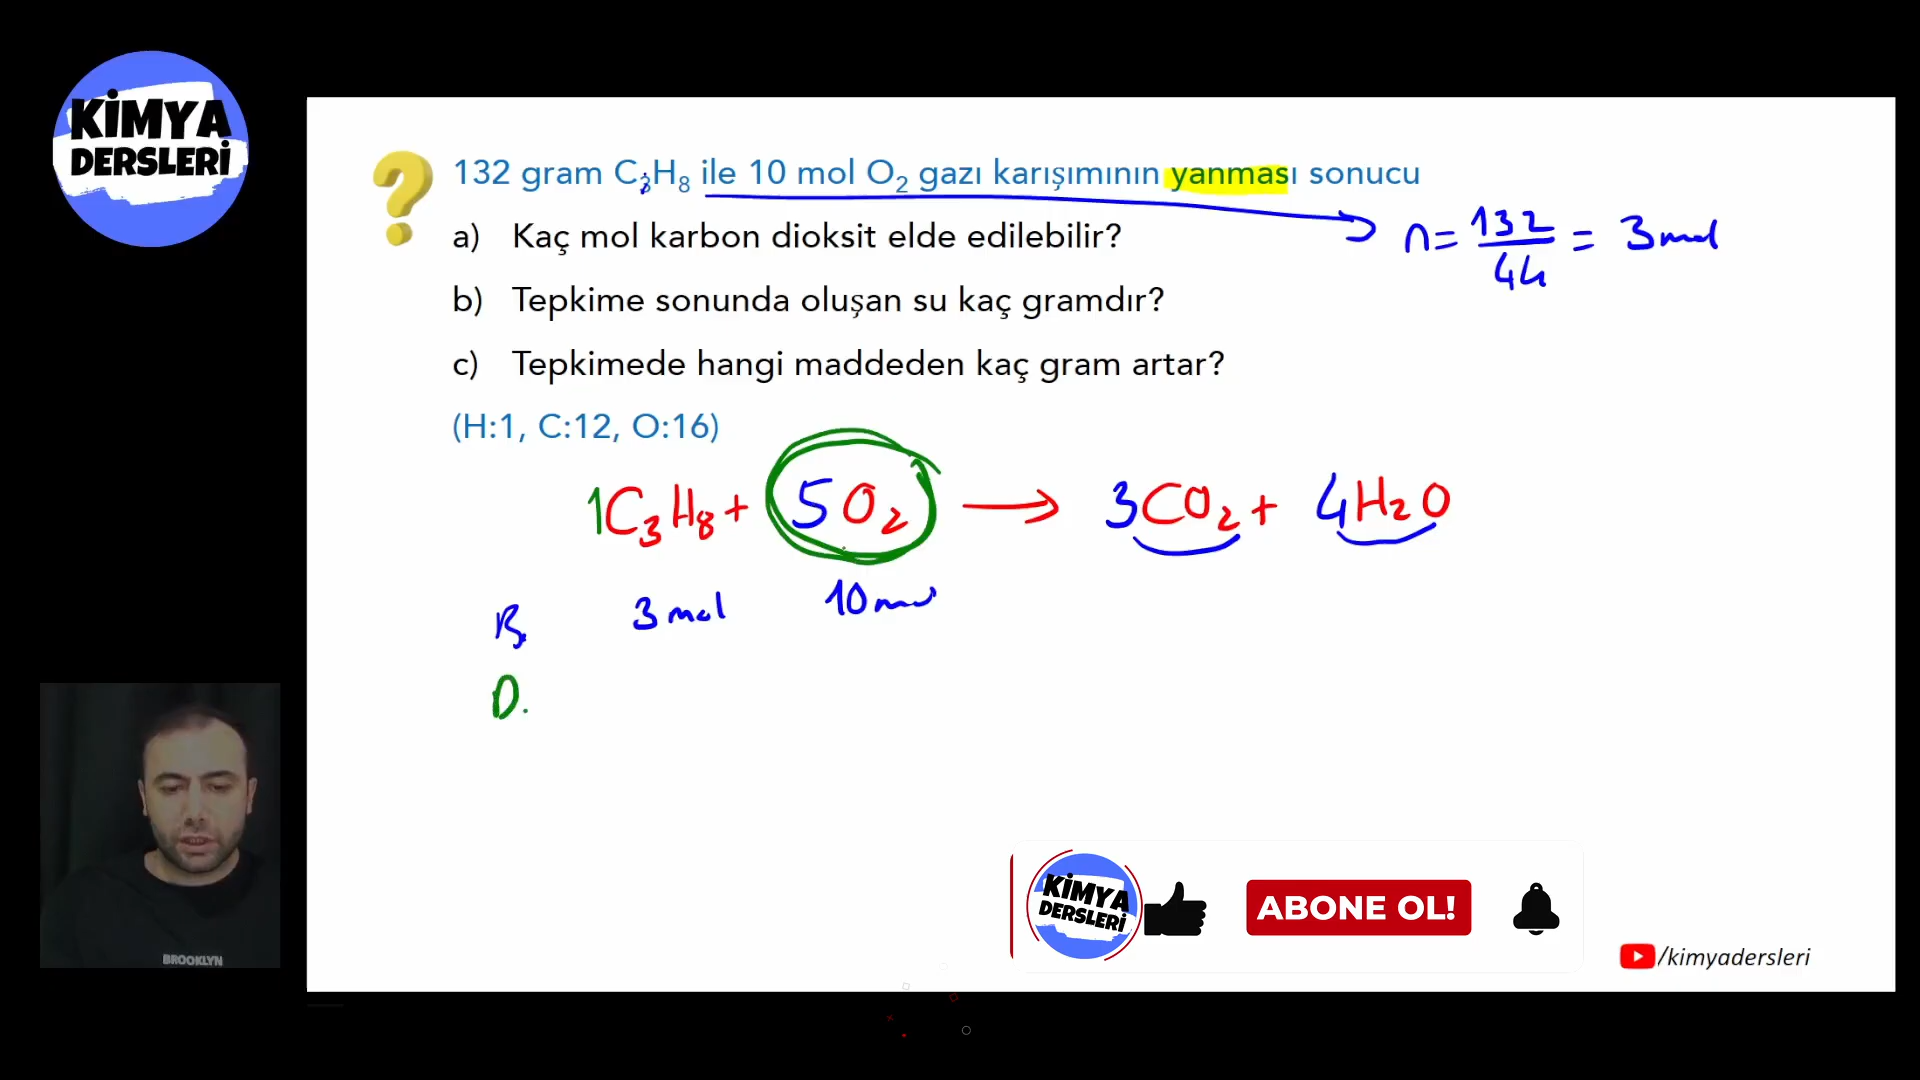 KİMYA
DERSLERİ
132 gram C3H8 ile 10 mol O2 gazı karışımının yanması sonucu
a) Kaç mol karbon dioksit elde edilebilir?
n = 132/44 = 3 mol
b) Tepkime sonunda oluşan su kaç gramdır?
c) Tepkimede hangi maddeden kaç gram artar?
(H:1, C:12, O:16)
1C3H8 + 5O2 → 3CO2 + 4H2O
B. 3 mol 10 mol
D.
KİMYA
DERSLERİ
ABONE OL!
BROOKLYN
/kimyadersleri